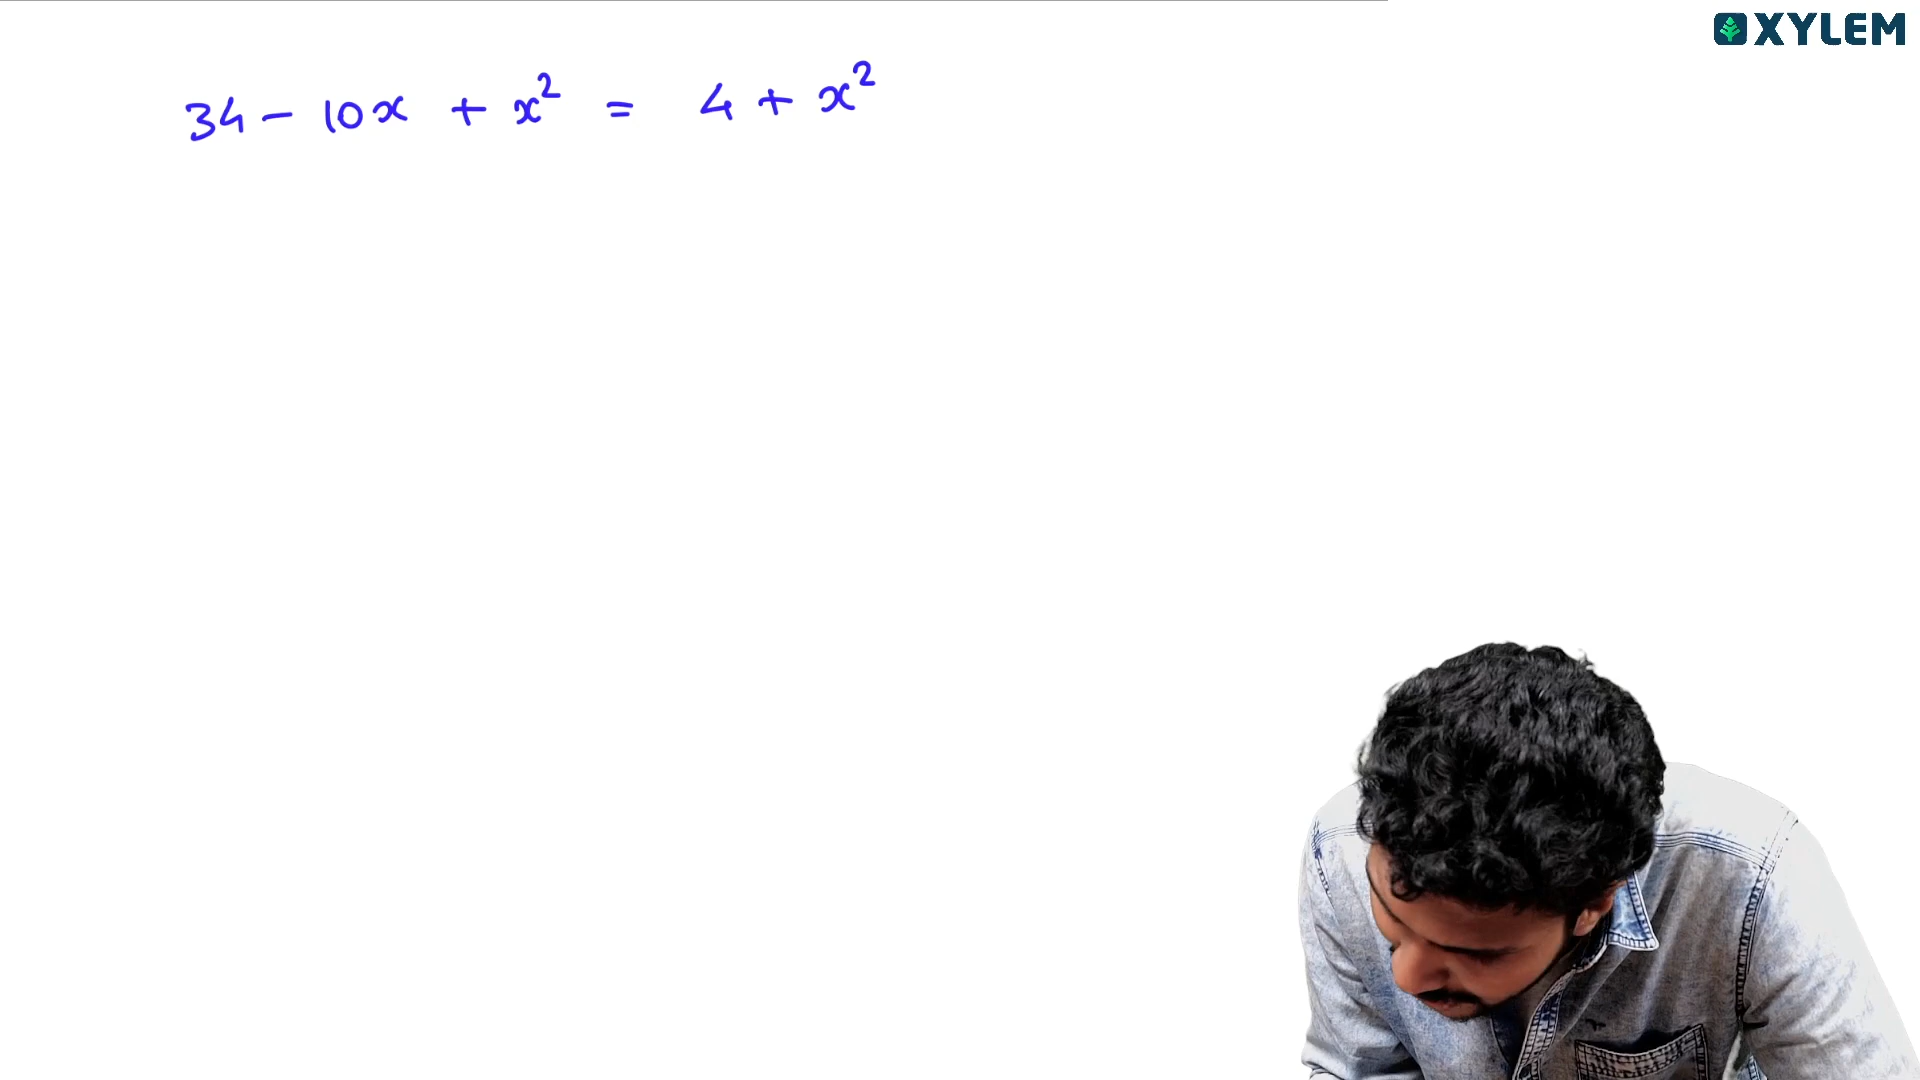 XYLEM
34 - 10x + x² = 4 + x²